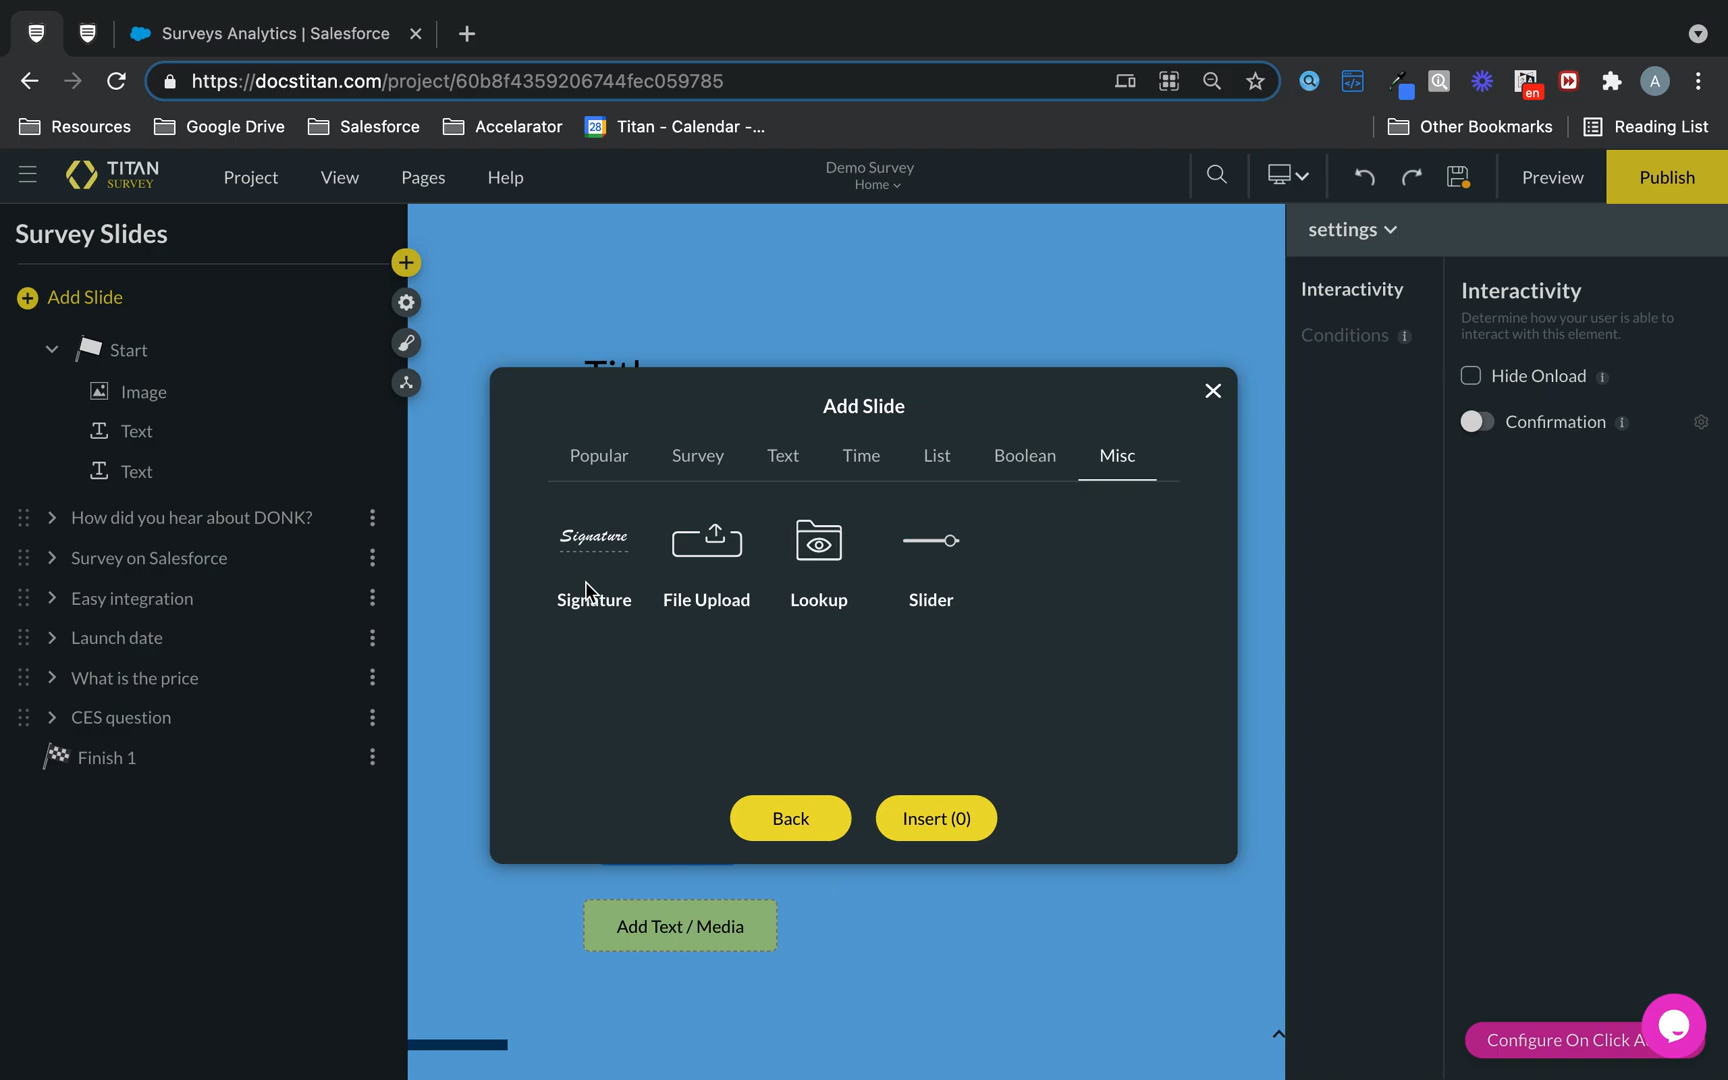 Surveys Analytics | Salesforce
https://docstitan.com/project/60b8f4359206744fec059785
en
A
Resources
Google Drive
Salesforce
Accelarator
28
Titan - Calendar -...
Other Bookmarks
Reading List
TITAN
SURVEY
Project
View
Pages
Help
Demo Survey
Home
Preview
Publish
Survey Slides
Add Slide
Start
Image
Text
Text
How did you hear about DONK?
Survey on Salesforce
Easy integration
Launch date
What is the price
CES question
Finish 1
Add Slide
Popular
Survey
Text
Time
List
Boolean
Misc
Signature
Signature
File Upload
Lookup
Slider
Back
Insert (0)
Add Text / Media
settings
Interactivity
Conditions
Interactivity
Determine how your user is able to
interact with this element.
Hide Onload
Confirmation
Configure On Click A